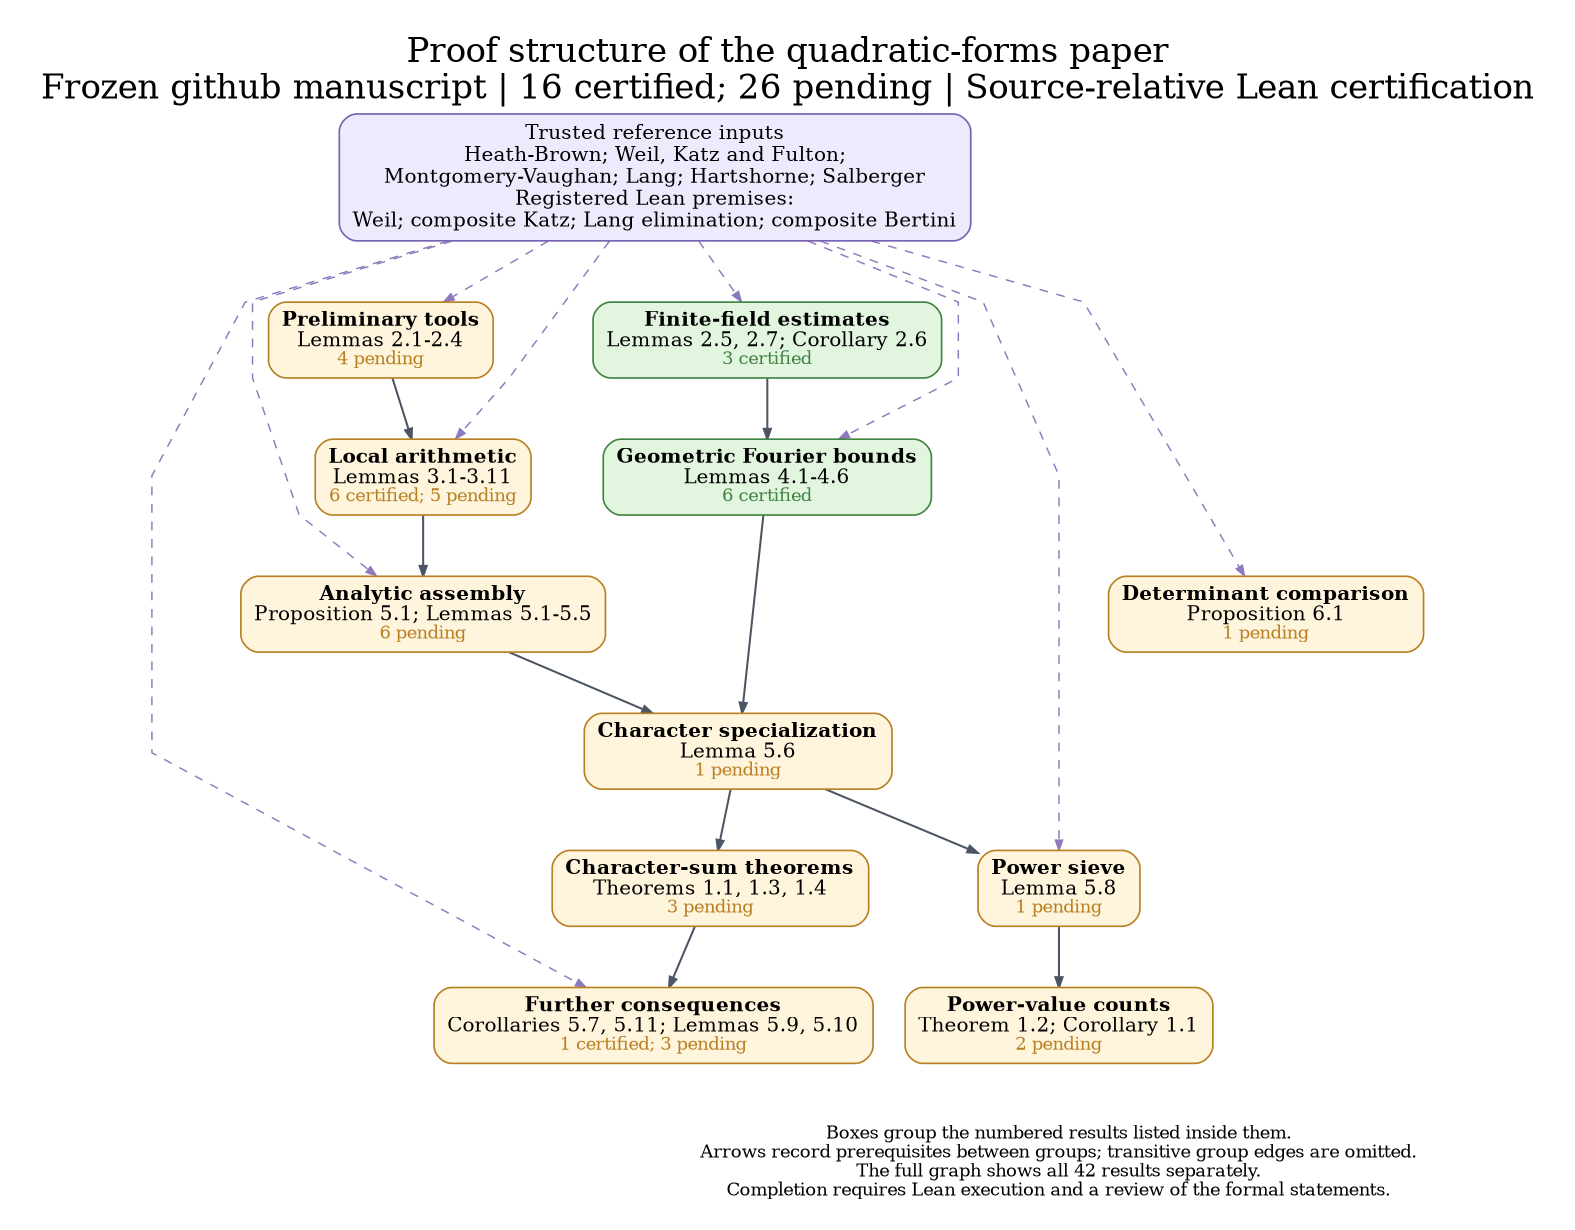 Proof structure of the quadratic-forms paper
Frozen github manuscript | 16 certified; 26 pending | Source-relative Lean certification
Trusted reference inputs
Heath-Brown; Weil, Katz and Fulton;
Montgomery-Vaughan; Lang; Hartshorne; Salberger
Registered Lean premises:
Weil; composite Katz; Lang elimination; composite Bertini
Preliminary tools
Lemmas 2.1-2.4
4 pending
Finite-field estimates
Lemmas 2.5, 2.7; Corollary 2.6
3 certified
Local arithmetic
Lemmas 3.1-3.11
6 certified; 5 pending
Geometric Fourier bounds
Lemmas 4.1-4.6
6 certified
Analytic assembly
Proposition 5.1; Lemmas 5.1-5.5
6 pending
Determinant comparison
Proposition 6.1
1 pending
Character specialization
Lemma 5.6
1 pending
Character-sum theorems
Theorems 1.1, 1.3, 1.4
3 pending
Power sieve
Lemma 5.8
1 pending
Further consequences
Corollaries 5.7, 5.11; Lemmas 5.9, 5.10
1 certified; 3 pending
Power-value counts
Theorem 1.2; Corollary 1.1
2 pending
Boxes group the numbered results listed inside them.
Arrows record prerequisites between groups; transitive group edges are omitted.
The full graph shows all 42 results separately.
Completion requires Lean execution and a review of the formal statements.